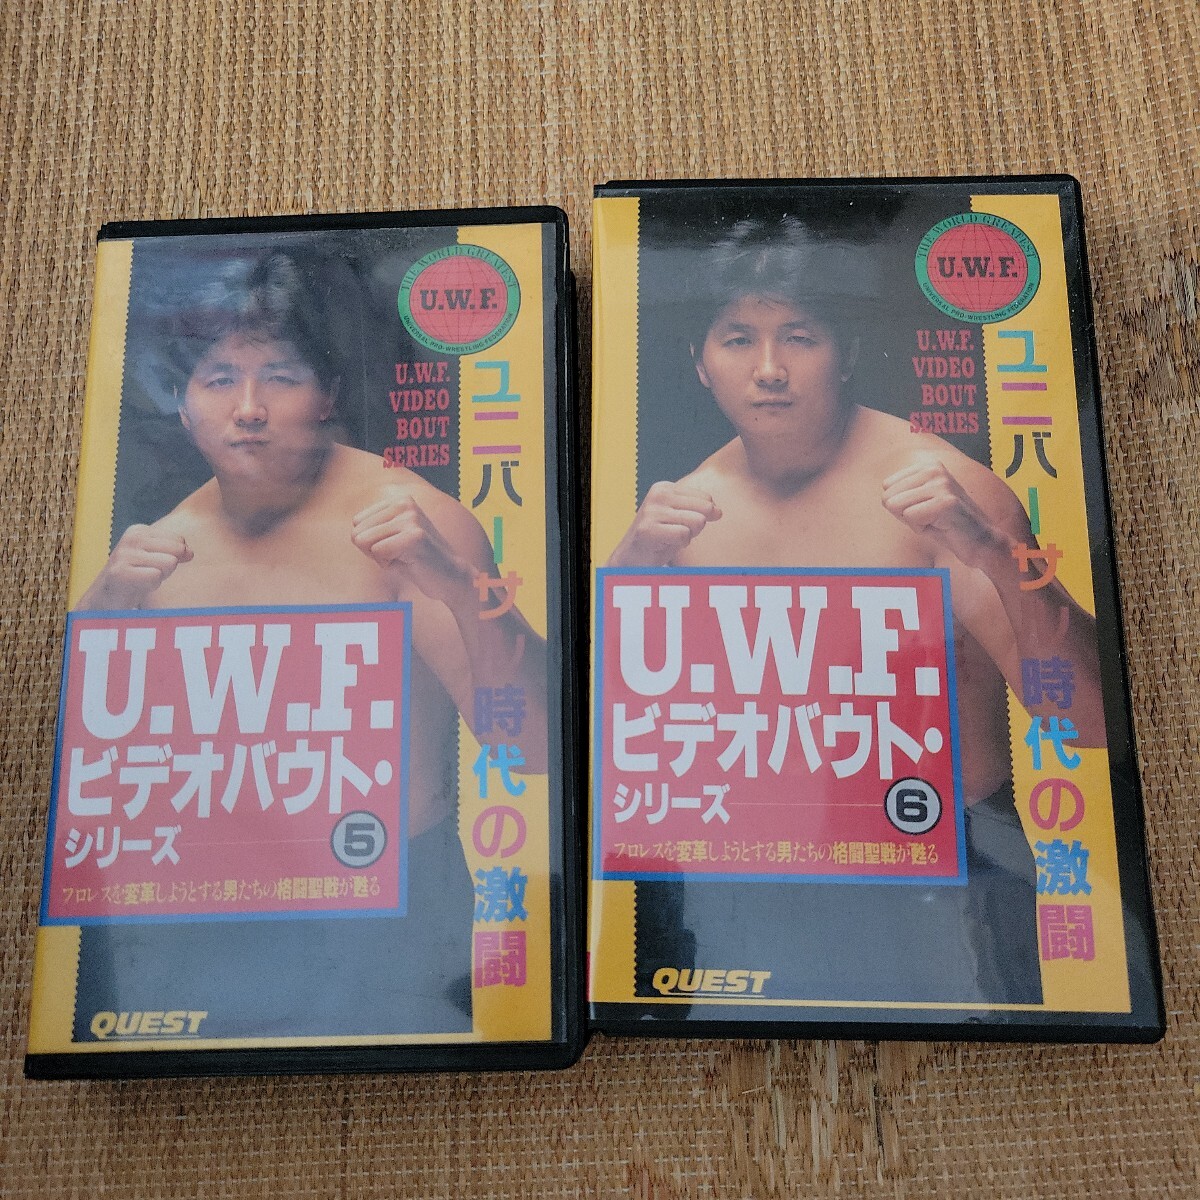 THE WORLD GREATEST
U.W.F.
UNIVERSAL PRO-WRESTLING FEDERATION
U.W.F.
VIDEO
BOUT
SERIES
ユニバーサル時代の激闘
U.W.F.
ビデオバウト・
シリーズ
5
プロレスを変革しようとする男たちの格闘聖戦が甦る
QUEST
THE WORLD GREATEST
U.W.F.
UNIVERSAL PRO-WRESTLING FEDERATION
U.W.F.
VIDEO
BOUT
SERIES
ユニバーサル時代の激闘
U.W.F.
ビデオバウト・
シリーズ
6
プロレスを変革しようとする男たちの格闘聖戦が甦る
QUEST